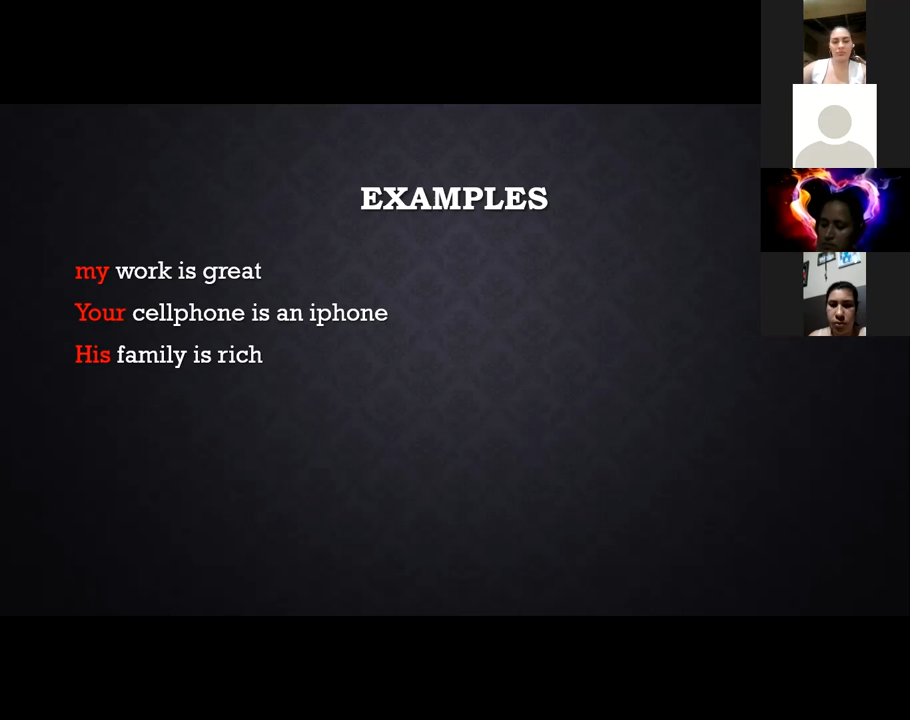 EXAMPLES
my work is great
Your cellphone is an iphone
His family is rich